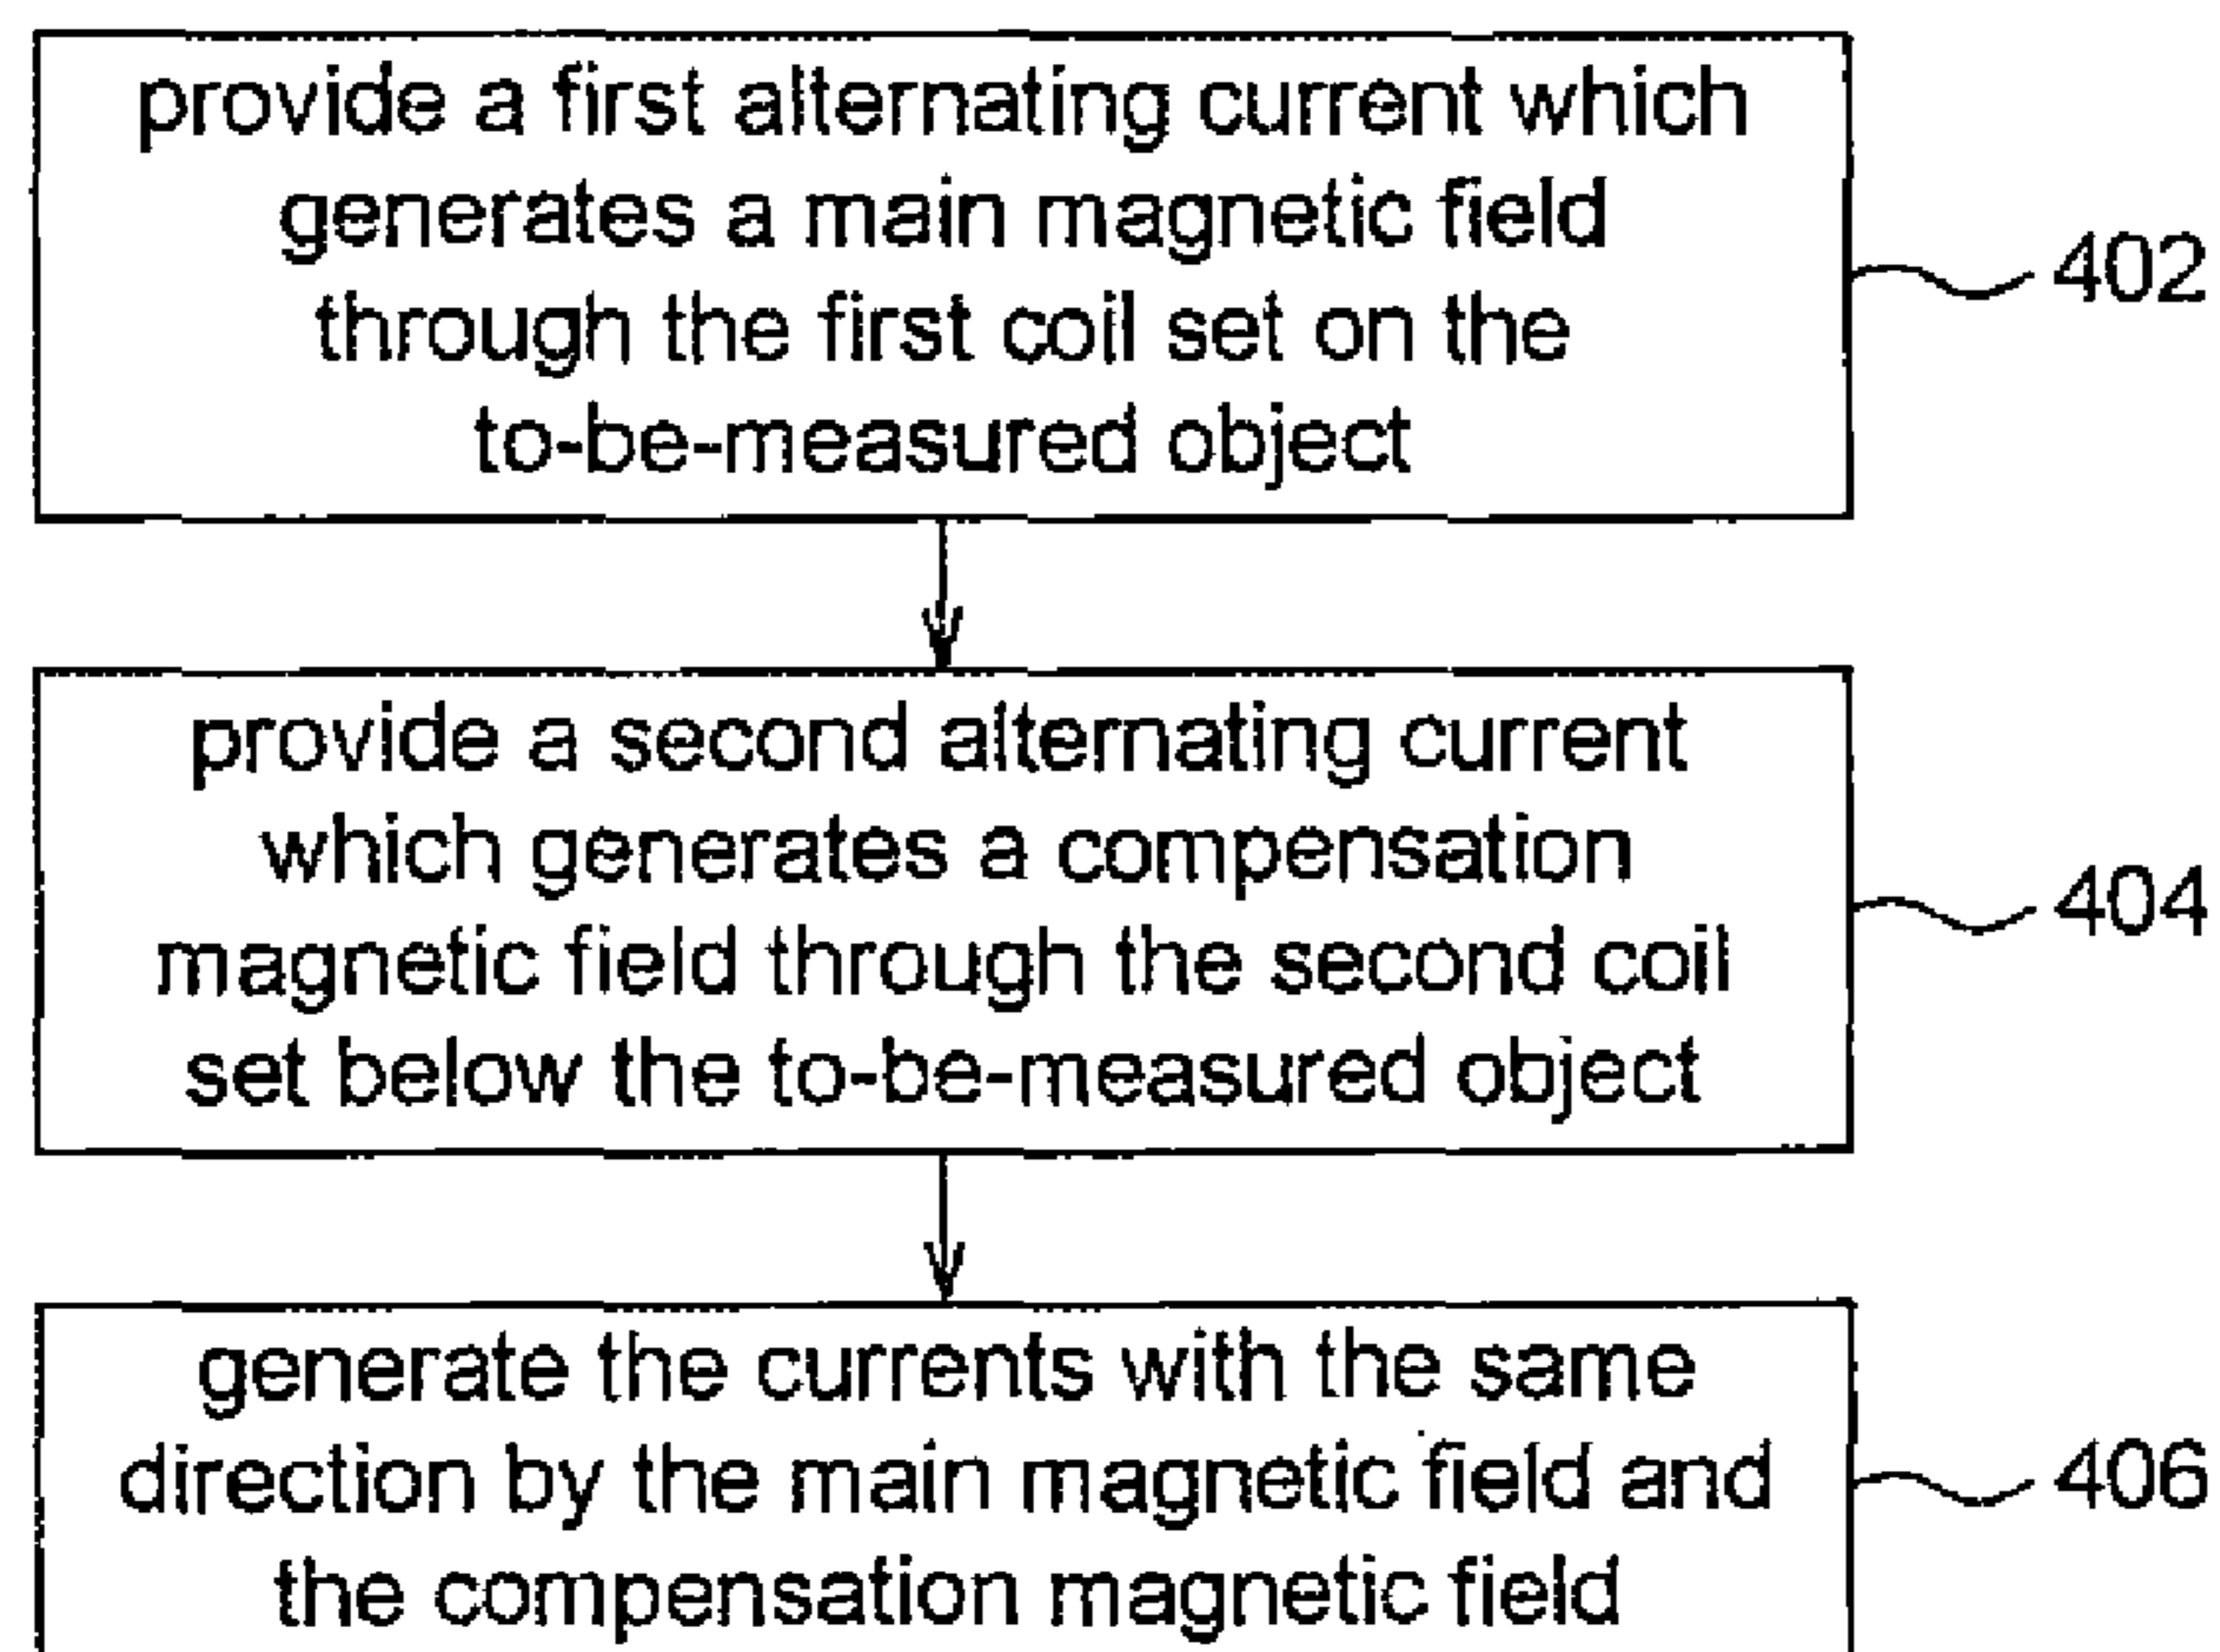 provide a first alternating current which
generates a main magnetic field
through the first coil set on the
to-be-measured object
402
provide a second alternating current
which generates a compensation
magnetic field through the second coil
set below the to-be-measured object
404
generate the currents with the same
direction by the main magnetic field and
the compensation magnetic field
406